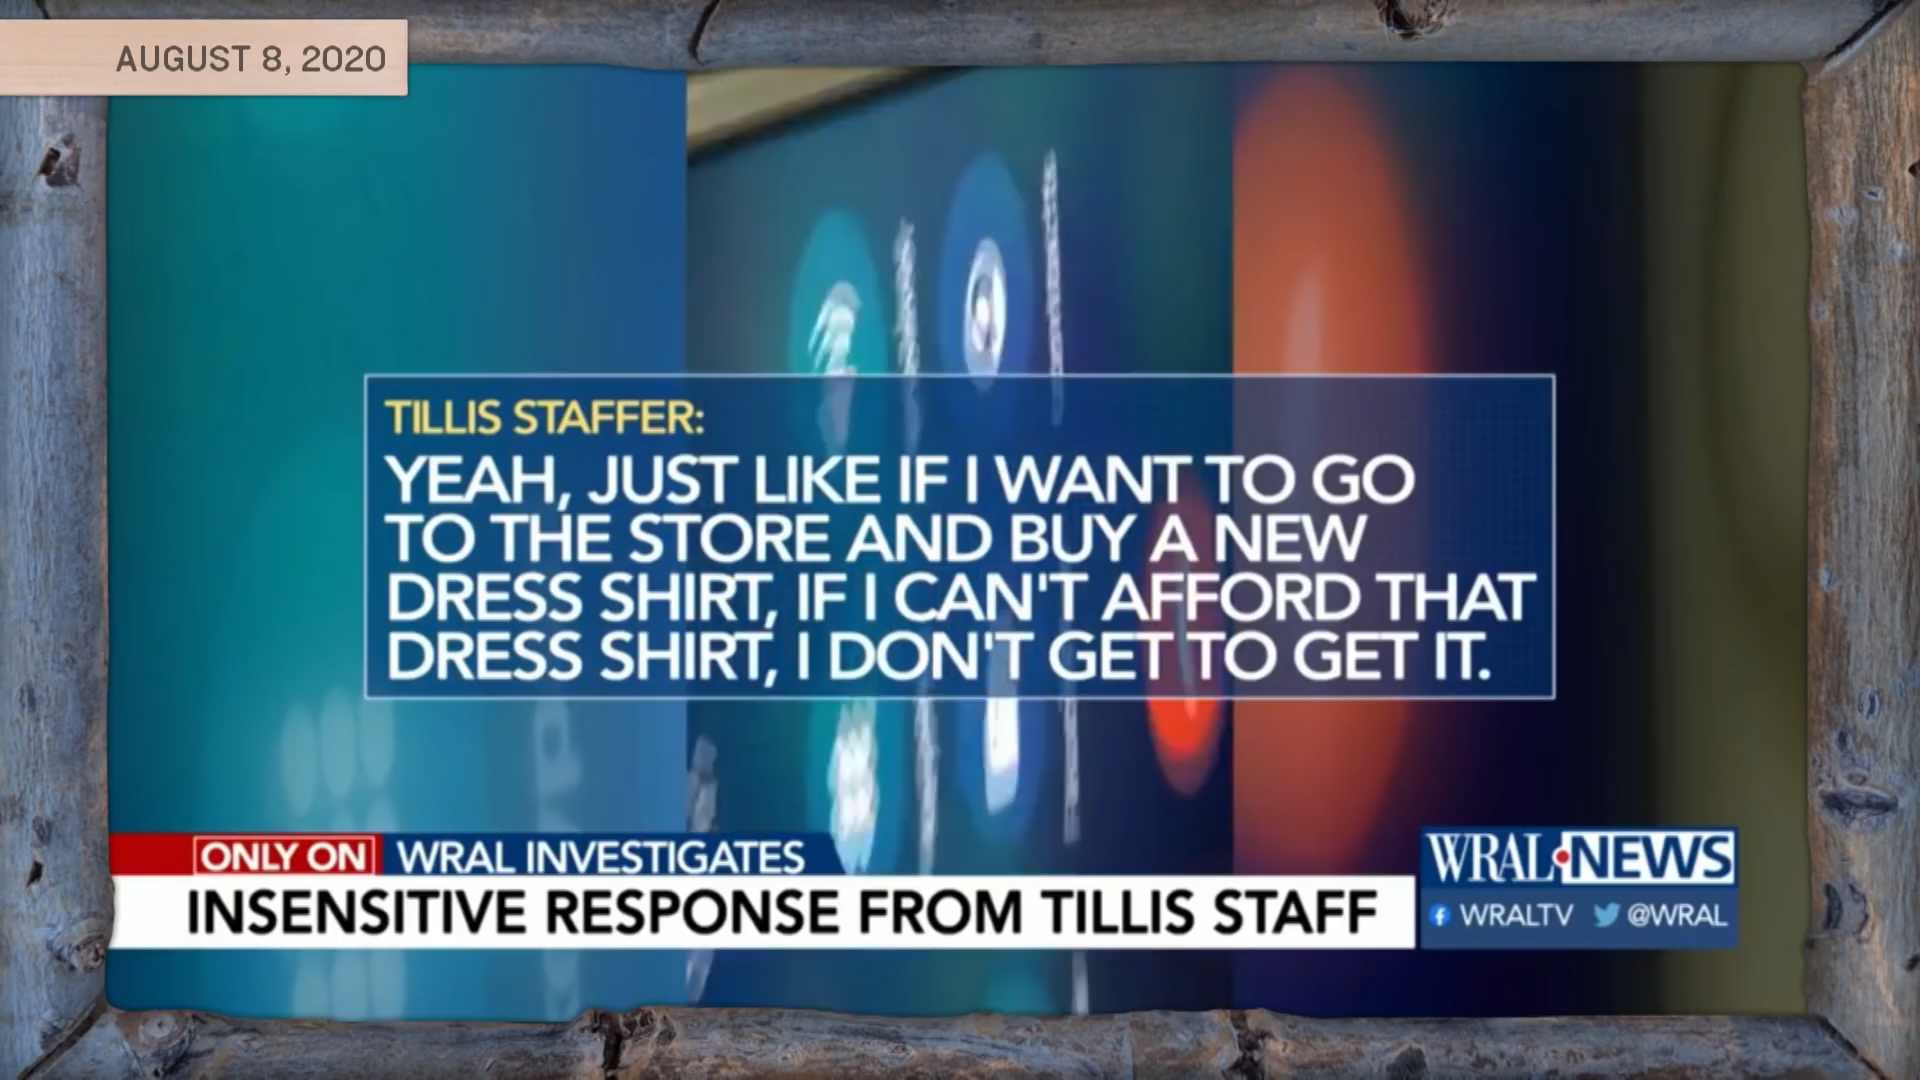 AUGUST 8, 2020
TILLIS STAFFER:
YEAH, JUST LIKE IF I WANT TO GO
TO THE STORE AND BUY A NEW
DRESS SHIRT, IF I CAN'T AFFORD THAT
DRESS SHIRT, I DON'T GET TO GET IT.
ONLY ON WRAL INVESTIGATES
INSENSITIVE RESPONSE FROM TILLIS STAFF
WRAL NEWS
WRALTV @WRAL